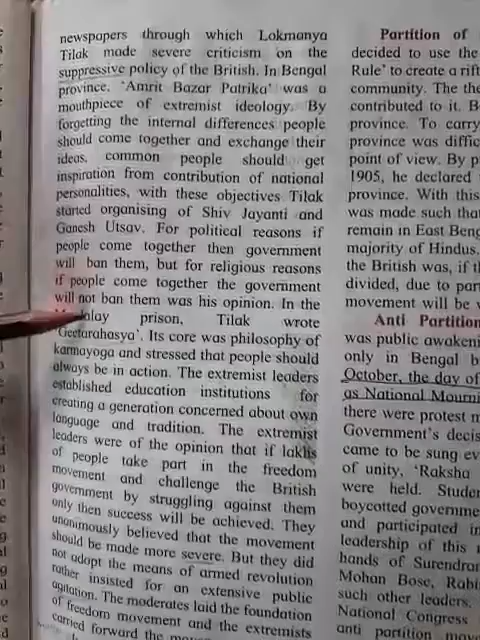 newspapers through which Lokmanya
Tilak made severe criticism on the
suppressive policy of the British. In Bengal
province, 'Amrit Bazar Patrika' was a
mouthpiece of extremist ideology. By
forgetting the internal differences people
should come together and exchange their
ideas, common people should get
inspiration from contribution of national
personalities, with these objectives Tilak
started organising of Shiv Jayanti and
Ganesh Utsav. For political reasons if
people come together then government
will ban them, but for religious reasons
if people come together the government
will not ban them was his opinion. In the
prison, Tilak wrote
'Geetarahasya'. Its core was philosophy of
karmayoga and stressed that people should
always be in action. The extremist leaders
established education institutions for
creating a generation concerned about own
language and tradition. The extremist
leaders were of the opinion that if lakhs
of people take part in the freedom
movement and challenge the British
government by struggling against them
only then success will be achieved. They
unanimously believed that the movement
should be made more severe. But they did
not adopt the means of armed revolution
rather insisted for an extensive public
agitation. The moderates laid the foundation
of freedom movement and the extremists
carried forward the
Partition of
decided to use the
Rule' to create a rift
community. The
contributed to it.
province. To carry
province was
point of view. By
1905, he declared
province. With this
was made such that
remain in East
majority of Hindus.
the British was, if
divided, due to
movement will be
Anti Partition
was public
only in Bengal
October, the day of
as National
there were protest
Government's
came to be sung
of unity, 'Raksha
were held.
boycotted
and participated
leadership of this
hands of
Mohan Bose,
such other leaders.
National Congress
anti partition